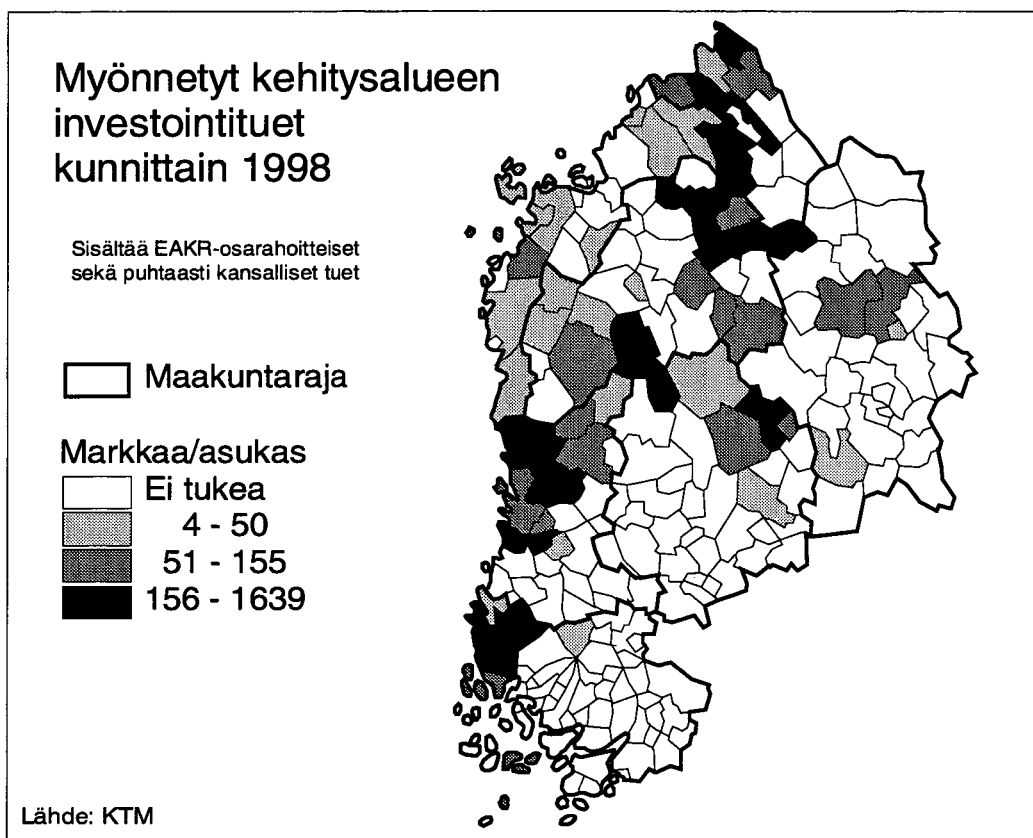 Myönnetyt kehitysalueen
investointituet
kunnittain 1998
Sisältää EAKR-osarahoitteiset
sekä puhtaasti kansalliset tuet
Maakuntaraja
Markkaa/asukas
Ei tukea
4 - 50
51 - 155
156 - 1639
Lähde: KTM